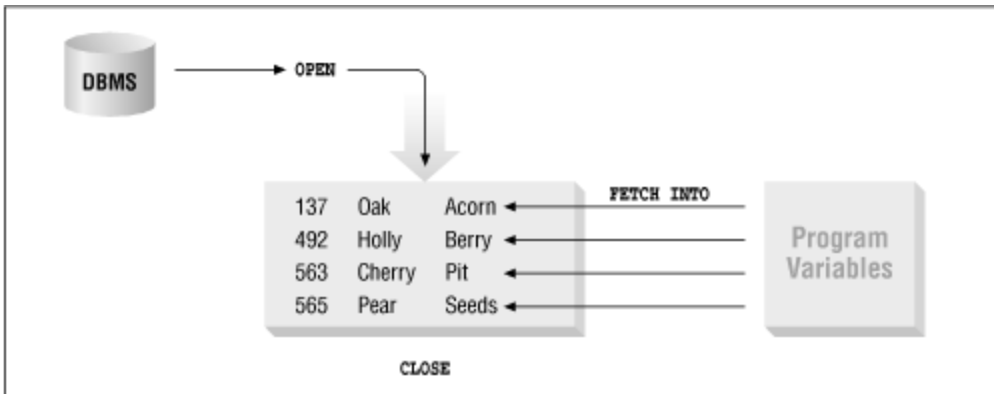 DBMS
OPEN
FETCH INTO
137 Oak Acorn
492 Holly Berry
563 Cherry Pit
565 Pear Seeds
Program
Variables
CLOSE